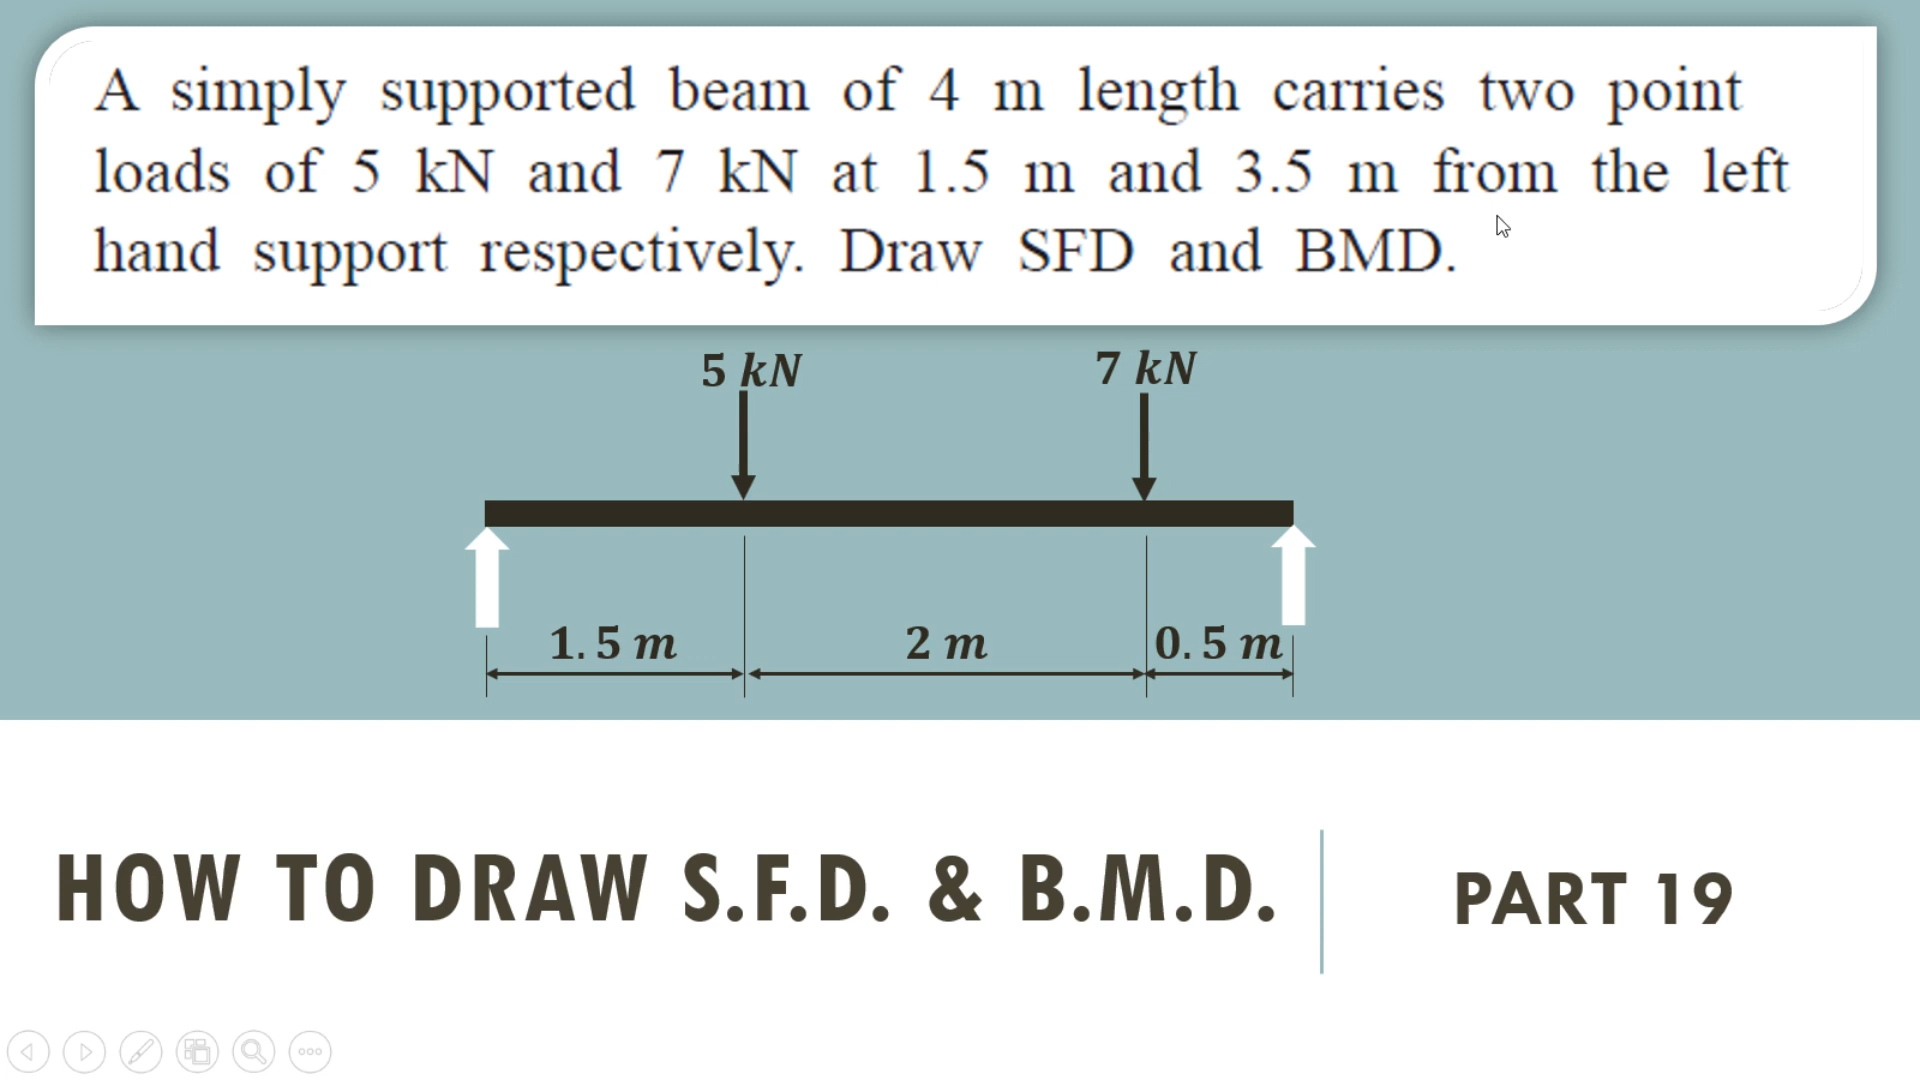 A simply supported beam of 4 m length carries two point
loads of 5 kN and 7 kN at 1.5 m and 3.5 m from the left
hand support respectively. Draw SFD and BMD.
5 kN
7 kN
1.5 m
2 m
0.5 m
HOW TO DRAW S.F.D. & B.M.D.
PART 19